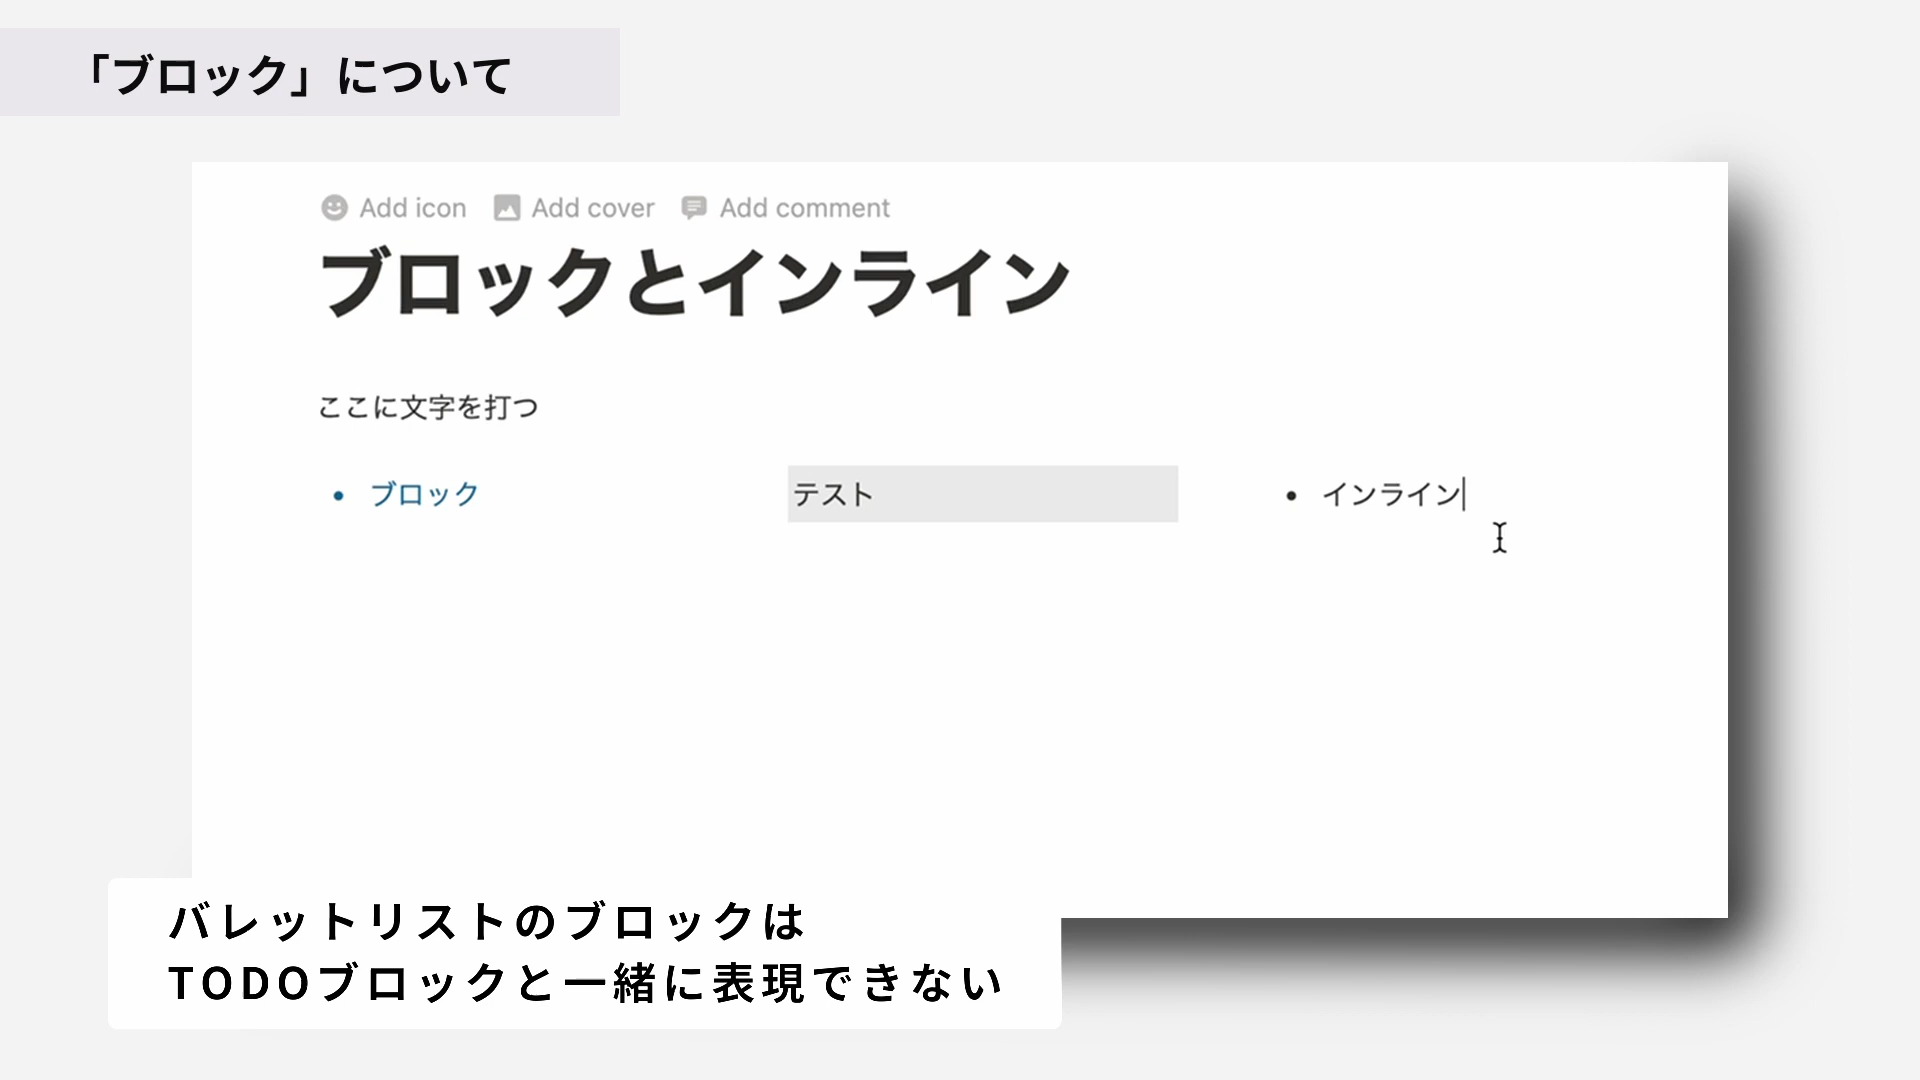 「ブロック」について
Add icon Add cover Add comment
ブロックとインライン
ここに文字を打つ
• ブロック テスト • インライン
バレットリストのブロックは
TODOブロックと一緒に表現できない